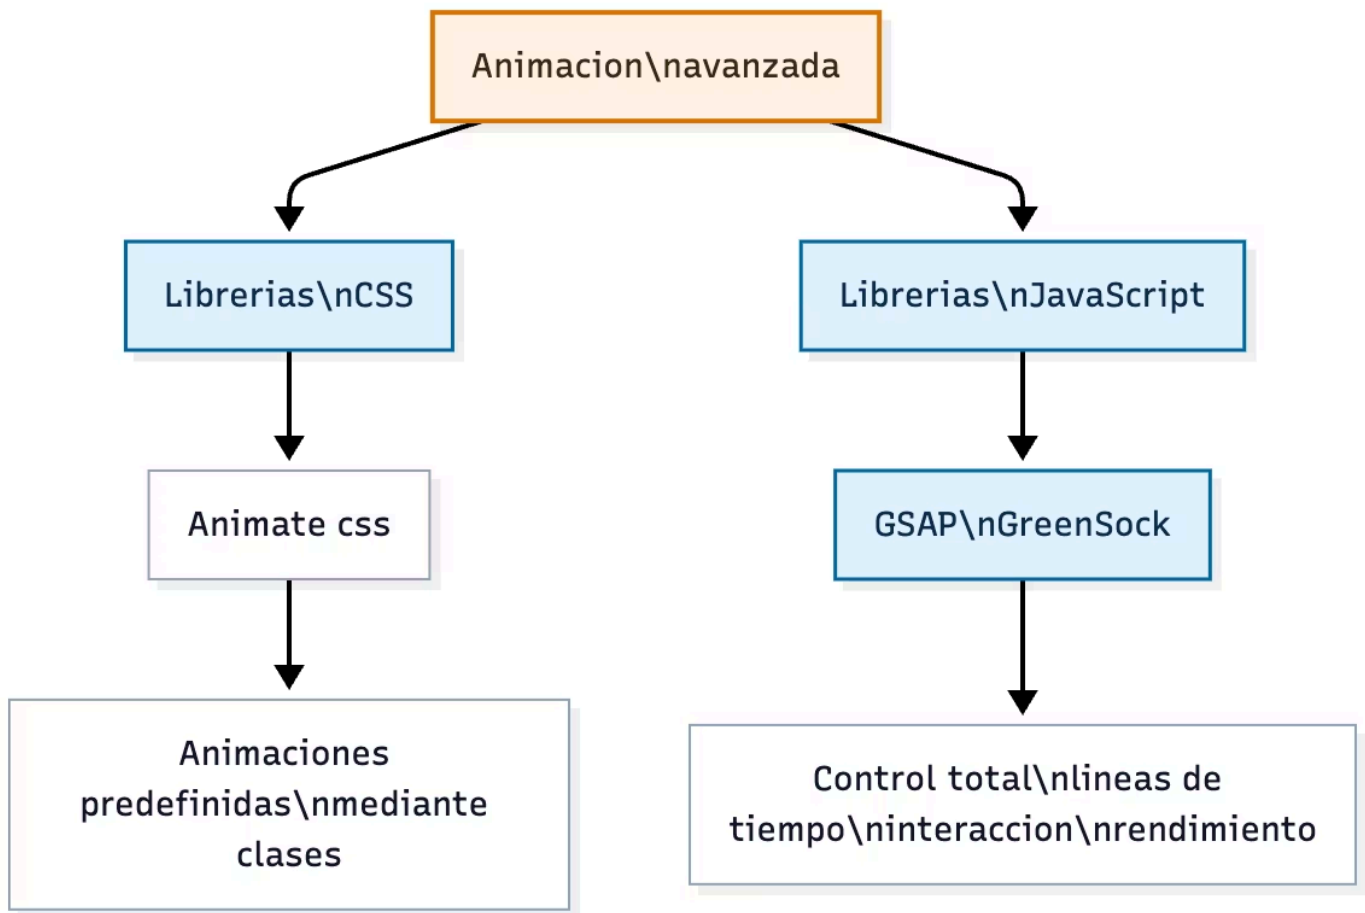 Animacion\navanzada
Librerias\nCSS
Librerias\nJavaScript
Animate css
GSAP\nGreenSock
Animaciones
predefinidas\nmediante
clases
Control total\nlineas de
tiempo\ninteraccion\nrendimiento